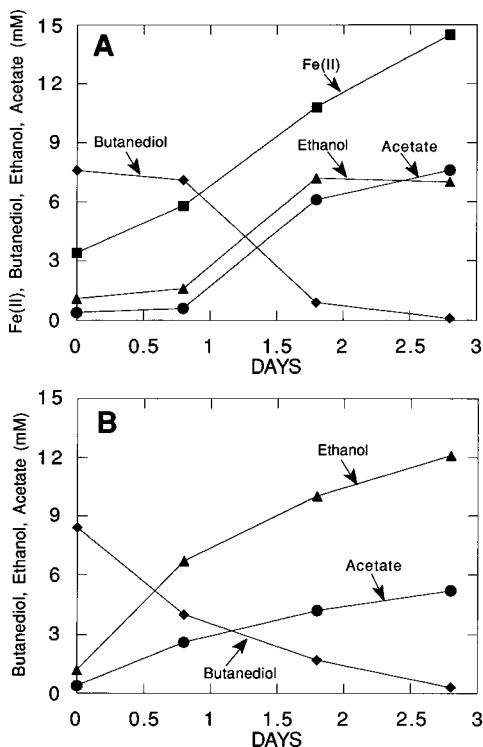 Fe(II), Butanediol, Ethanol, Acetate (mM)
A
15
12
9
6
3
0
Fe(II)
Butanediol
Ethanol
Acetate
0 0.5 1 1.5 2 2.5 3
DAYS
Butanediol, Ethanol, Acetate (mM)
B
15
12
9
6
3
0
Ethanol
Acetate
Butanediol
0 0.5 1 1.5 2 2.5 3
DAYS